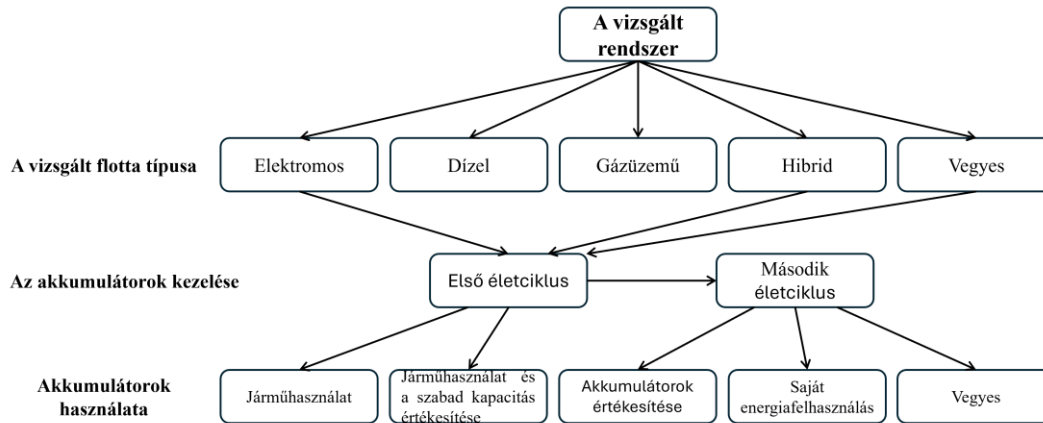 A vizsgált
rendszer
A vizsgált flotta típusa
Elektromos
Dízel
Gázüzemű
Hibrid
Vegyes
Az akkumulátorok kezelése
Első életciklus
Második
életciklus
Akkumulátorok
használata
Járműhasználat
Járműhasználat és
a szabad kapacitás
értékesítése
Akkumulátorok
értékesítése
Saját
energiafelhasználás
Vegyes